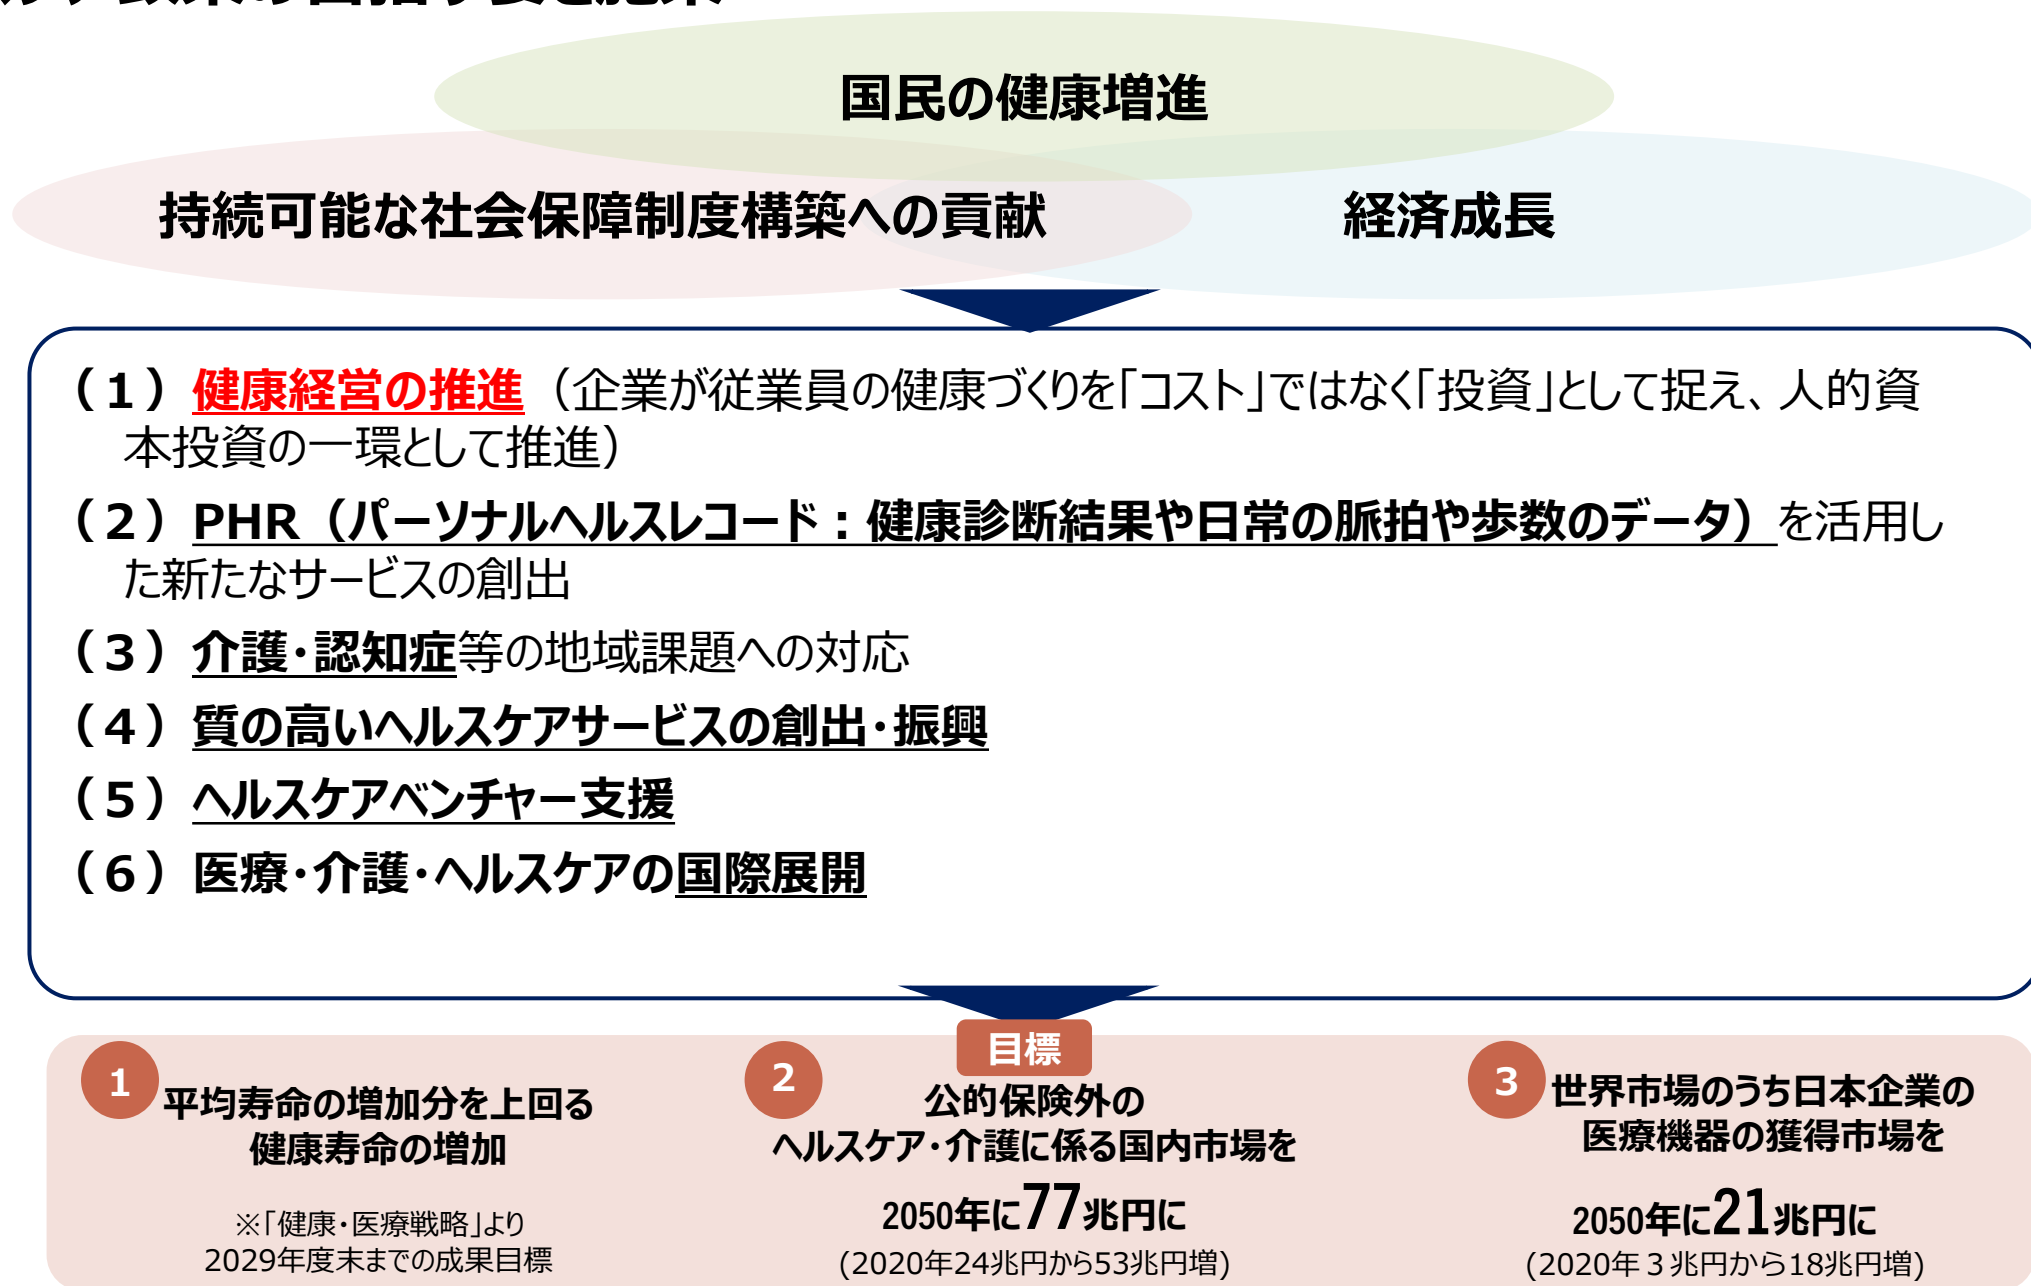 国民の健康増進
持続可能な社会保障制度構築への貢献
経済成長
（１）健康経営の推進（企業が従業員の健康づくりを「コスト」ではなく「投資」として捉え、人的資
本投資の一環として推進）
（２）PHR（パーソナルヘルスレコード：健康診断結果や日常の脈拍や歩数のデータ）を活用し
た新たなサービスの創出
（３）介護・認知症等の地域課題への対応
（４）質の高いヘルスケアサービスの創出・振興
（５）ヘルスケアベンチャー支援
（６）医療・介護・ヘルスケアの国際展開
目標
1
平均寿命の増加分を上回る
健康寿命の増加
※「健康・医療戦略」より
2029年度末までの成果目標
2
公的保険外の
ヘルスケア・介護に係る国内市場を
2050年に77兆円に
(2020年24兆円から53兆円増)
3
世界市場のうち日本企業の
医療機器の獲得市場を
2050年に21兆円に
(2020年３兆円から18兆円増)